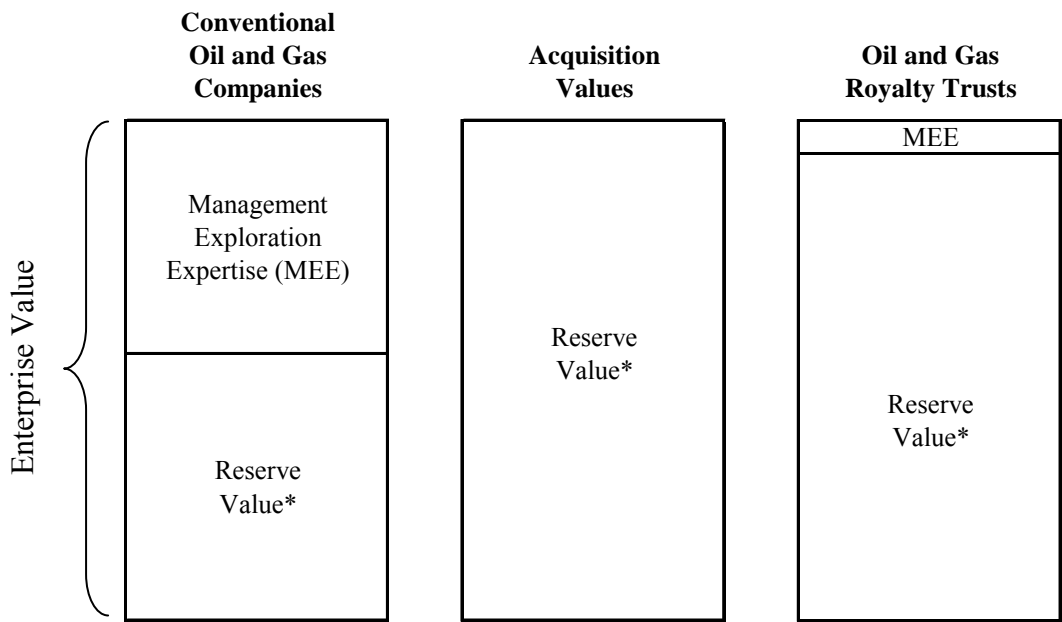 Conventional
Oil and Gas
Companies
Acquisition
Values
Oil and Gas
Royalty Trusts
Enterprise Value
Management
Exploration
Expertise (MEE)
Reserve
Value*
Reserve
Value*
MEE
Reserve
Value*